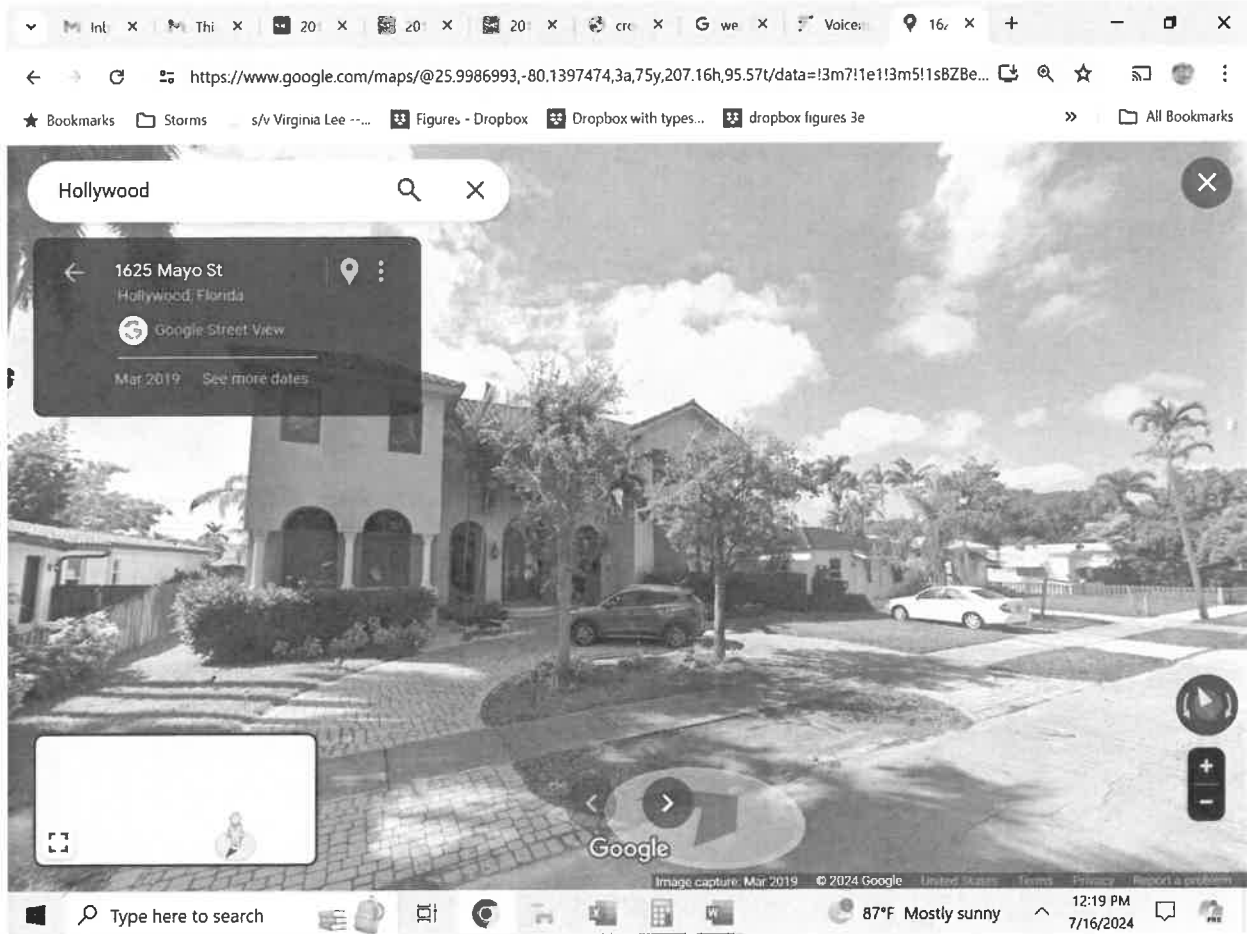 Int Thi 20 20 20 cro G we Voicem 16,
https://www.google.com/maps/@25.9986993,-80.1397474,3a,75y,207.16h,95.57t/data=!3m7!1e1!3m5!1sBZBe...
Bookmarks Storms s/v Virginia Lee --... Figures - Dropbox Dropbox with types... dropbox figures 3e » All Bookmarks
Hollywood
1625 Mayo St
Hollywood, Florida
Google Street View
Mar 2019 See more dates
Google
Image capture: Mar 2019 © 2024 Google United States Terms Privacy Report a problem
Type here to search 87°F Mostly sunny 12:19 PM
7/16/2024
PRE